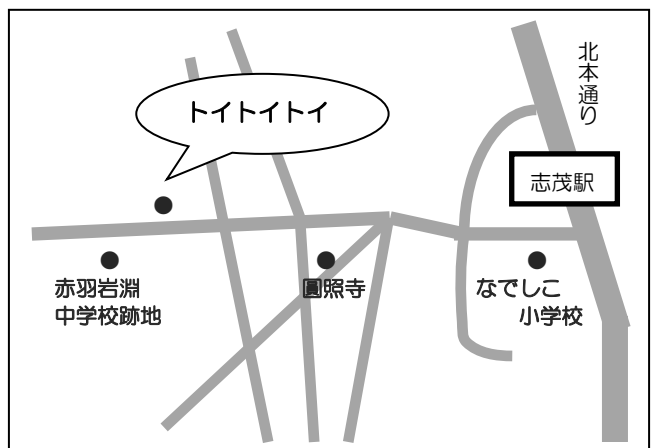 北本通り
トイトイトイ
志茂駅
赤羽岩淵
中学校跡地
圓照寺
なでしこ
小学校